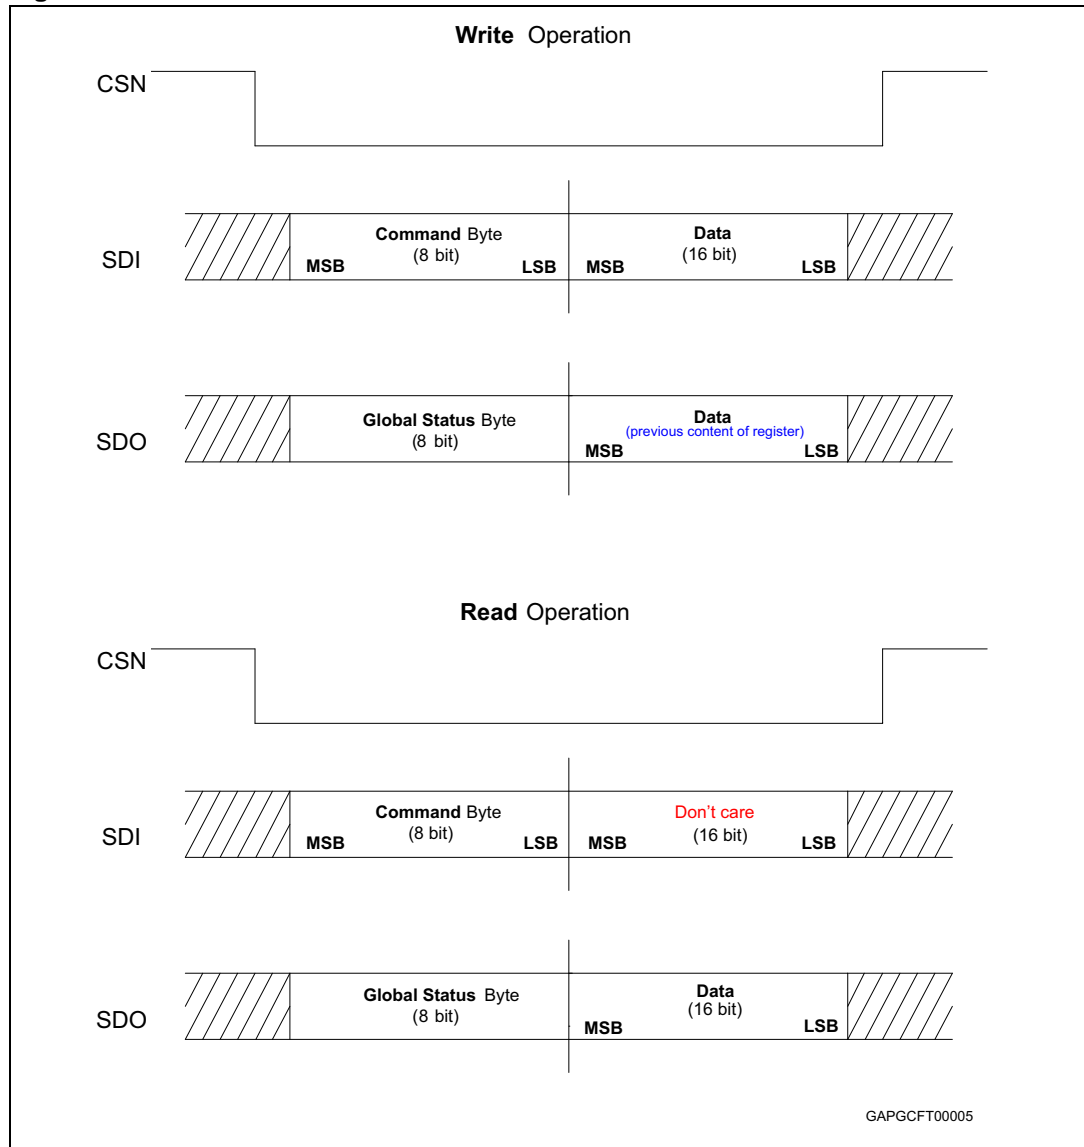 Write Operation
CSN
SDI
Command Byte
(8 bit)
MSB LSB
Data
(16 bit)
MSB LSB
SDO
Global Status Byte
(8 bit)
Data
(previous content of register)
MSB LSB
Read Operation
CSN
SDI
Command Byte
(8 bit)
MSB LSB
Don't care
(16 bit)
MSB LSB
SDO
Global Status Byte
(8 bit)
Data
(16 bit)
MSB LSB
GAPGCFT00005